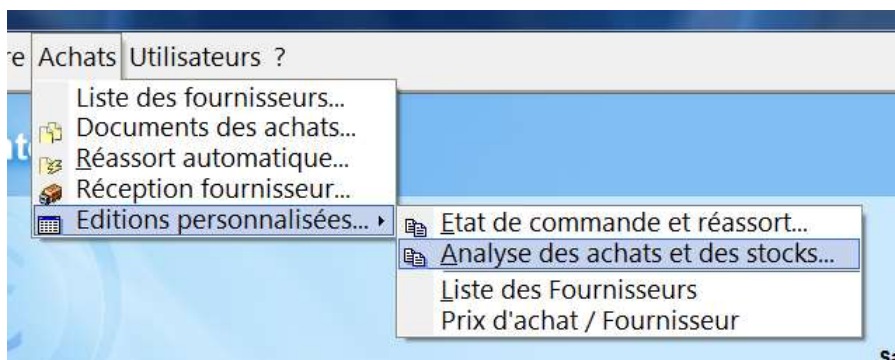 re Achats Utilisateurs ?
Liste des fournisseurs...
Documents des achats...
Réassort automatique...
Réception fournisseur...
Editions personnalisées...
Etat de commande et réassort...
Analyse des achats et des stocks...
Liste des Fournisseurs
Prix d'achat / Fournisseur